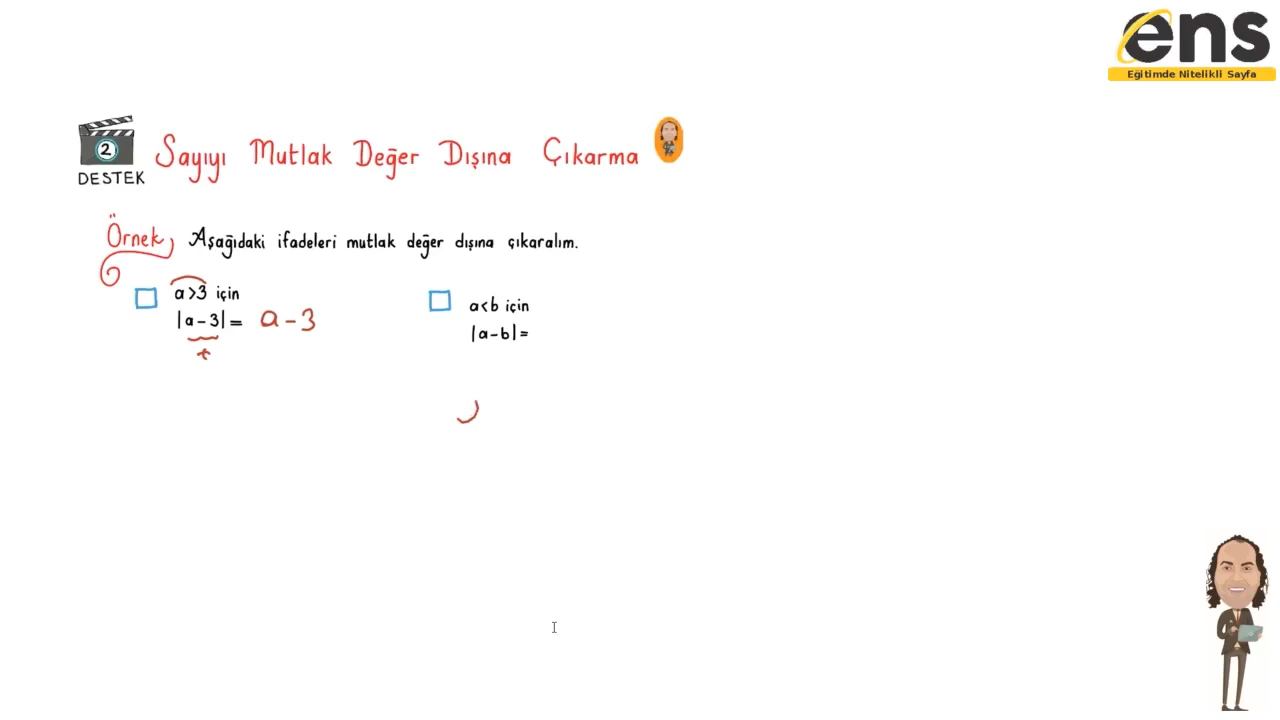 ens
Eğitimde Nitelikli Sayfa
2
DESTEK
Sayıyı Mutlak Değer Dışına Çıkarma
Örnek, Aşağıdaki ifadeleri mutlak değer dışına çıkaralım.
a>3 için
|a-3|= a-3
+
a<b için
|a-b|=